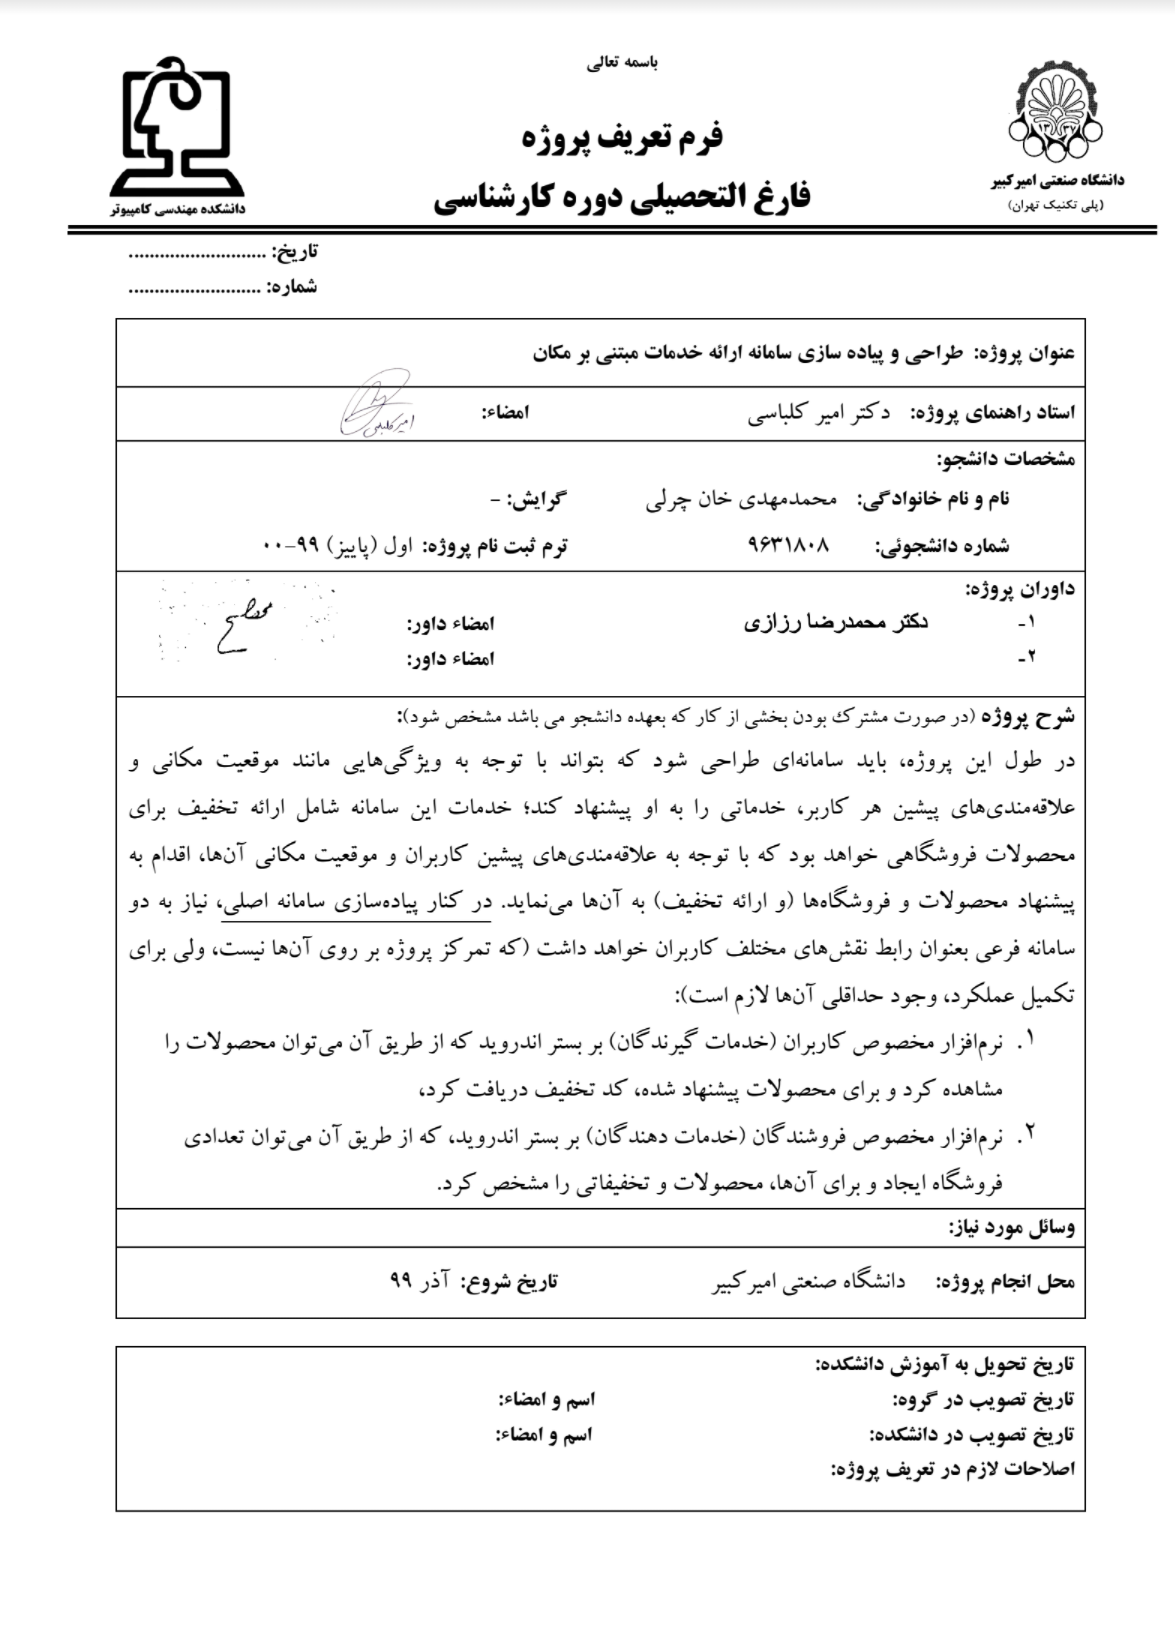 باسمه تعالی
فرم تعریف پروژه
فارغ التحصیلی دوره کارشناسی
دانشگاه صنعتی امیرکبیر
(پلی تکنیک تهران)
۱۳۳۷
دانشکده مهندسی کامپیوتر
تاریخ: ...........................
شماره: ..........................
عنوان پروژه: طراحی و پیاده سازی سامانه ارائه خدمات مبتنی بر مکان
استاد راهنمای پروژه: دکتر امیر کلباسی امضاء:
امیر کلباسی
مشخصات دانشجو:
نام و نام خانوادگی: محمدمهدی خان چرلی گرایش: -
شماره دانشجوئی: ۹۶۳۱۸۰۸ ترم ثبت نام پروژه: اول (پاییز) ۹۹-۰۰
داوران پروژه:
۱- دکتر محمدرضا رزازی امضاء داور:
۲- امضاء داور:
شرح پروژه (در صورت مشترک بودن بخشی از کار که بعهده دانشجو می باشد مشخص شود):
در طول این پروژه، باید سامانه‌ای طراحی شود که بتواند با توجه به ویژگی‌هایی مانند موقعیت مکانی و
علاقه‌مندی‌های پیشین هر کاربر، خدماتی را به او پیشنهاد کند؛ خدمات این سامانه شامل ارائه تخفیف برای
محصولات فروشگاهی خواهد بود که با توجه به علاقه‌مندی‌های پیشین کاربران و موقعیت مکانی آن‌ها، اقدام به
پیشنهاد محصولات و فروشگاه‌ها (و ارائه تخفیف) به آن‌ها می‌نماید. در کنار پیاده‌سازی سامانه اصلی، نیاز به دو
سامانه فرعی بعنوان رابط نقش‌های مختلف کاربران خواهد داشت (که تمرکز پروژه بر روی آن‌ها نیست، ولی برای
تکمیل عملکرد، وجود حداقلی آن‌ها لازم است):
۱. نرم‌افزار مخصوص کاربران (خدمات گیرندگان) بر بستر اندروید که از طریق آن می‌توان محصولات را
مشاهده کرد و برای محصولات پیشنهاد شده، کد تخفیف دریافت کرد،
۲. نرم‌افزار مخصوص فروشندگان (خدمات دهندگان) بر بستر اندروید، که از طریق آن می‌توان تعدادی
فروشگاه ایجاد و برای آن‌ها، محصولات و تخفیفاتی را مشخص کرد.
وسائل مورد نیاز:
محل انجام پروژه: دانشگاه صنعتی امیرکبیر تاریخ شروع: آذر ۹۹
تاریخ تحویل به آموزش دانشکده:
تاریخ تصویب در گروه: اسم و امضاء:
تاریخ تصویب در دانشکده: اسم و امضاء:
اصلاحات لازم در تعریف پروژه: